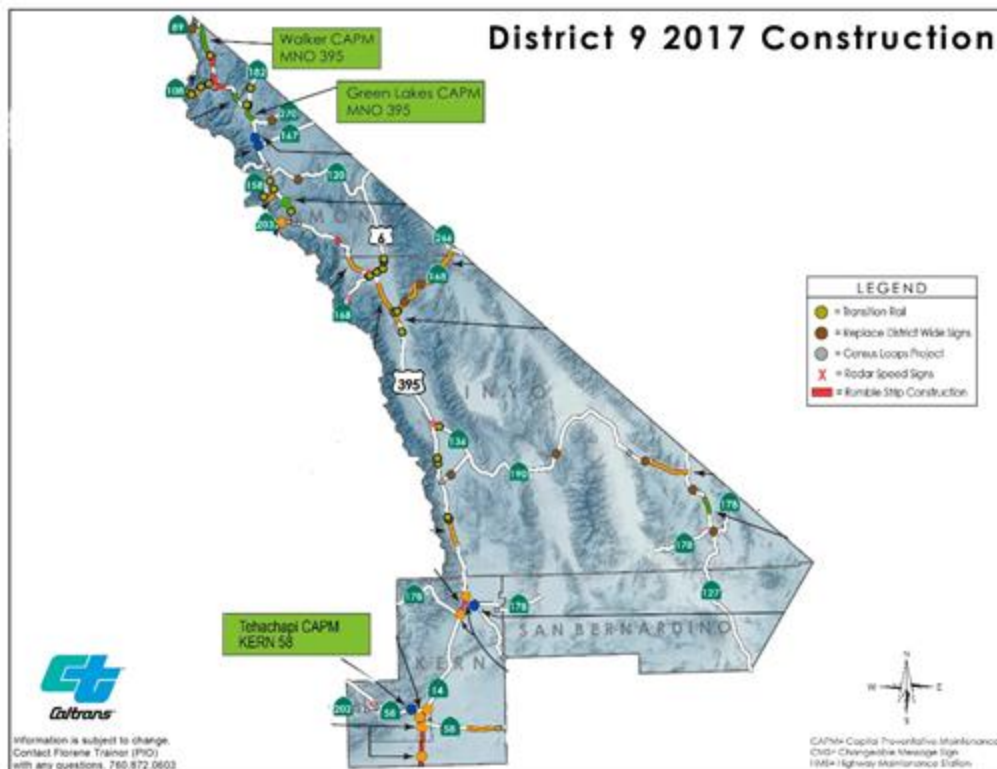 District 9 2017 Construction
89
Walker CAPM
MNO 395
182
108
Green Lakes CAPM
MNO 395
270
167
120
158
MONO
203
6
266
168
168
LEGEND
= Transition Rail
= Replace District Wide Signs
= Census Loops Project
X = Radar Speed Signs
= Rumble Strip Construction
395
INYO
136
190
178
178
127
178
178
SAN BERNARDINO
Tehachapi CAPM
KERN 58
KERN
14
202
58
58
N
W E
S
Caltrans
Information is subject to change.
Contact Florene Trainor (PIO)
with any questions. 760.872.0603
CAPM= Capital Preventative Maintenance
CMS= Changeable Message Sign
HMS= Highway Maintenance Station